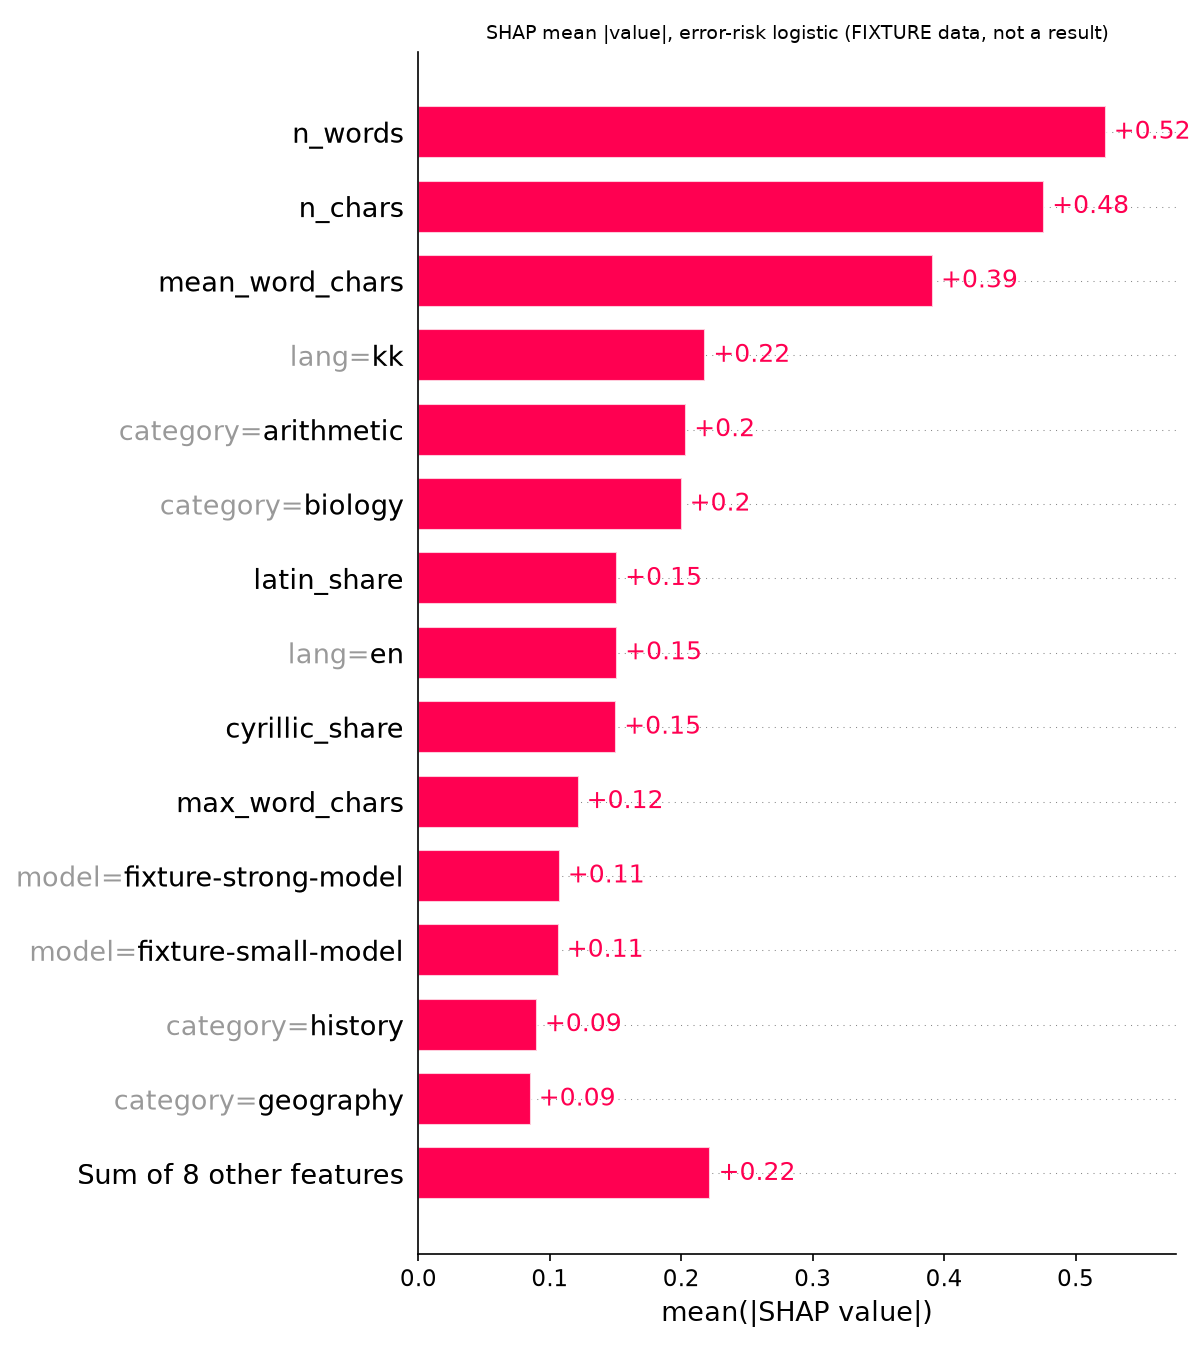 SHAP mean |value|, error-risk logistic (FIXTURE data, not a result)
n_words +0.52
n_chars +0.48
mean_word_chars +0.39
lang=kk +0.22
category=arithmetic +0.2
category=biology +0.2
latin_share +0.15
lang=en +0.15
cyrillic_share +0.15
max_word_chars +0.12
model=fixture-strong-model +0.11
model=fixture-small-model +0.11
category=history +0.09
category=geography +0.09
Sum of 8 other features +0.22
0.0 0.1 0.2 0.3 0.4 0.5
mean(|SHAP value|)